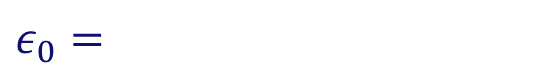 ϵ₀ =